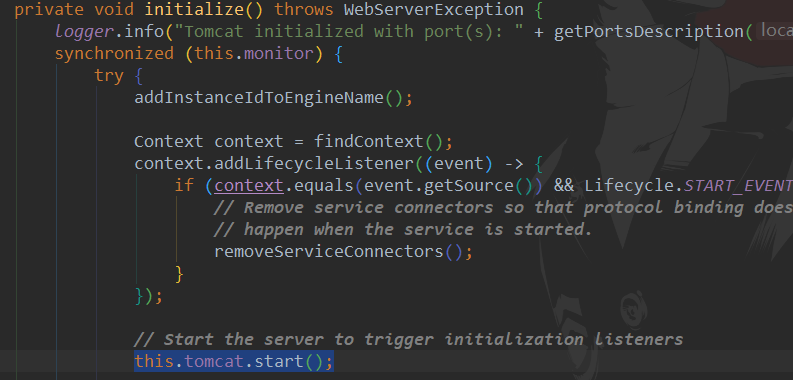 private void initialize() throws WebServerException {
logger.info("Tomcat initialized with port(s): " + getPortsDescription(
synchronized (this.monitor) {
try {
addInstanceIdToEngineName();
Context context = findContext();
context.addLifecycleListener((event) -> {
if (context.equals(event.getSource()) && Lifecycle.START_EVENT
// Remove service connectors so that protocol binding does
// happen when the service is started.
removeServiceConnectors();
}
});
// Start the server to trigger initialization listeners
this.tomcat.start();